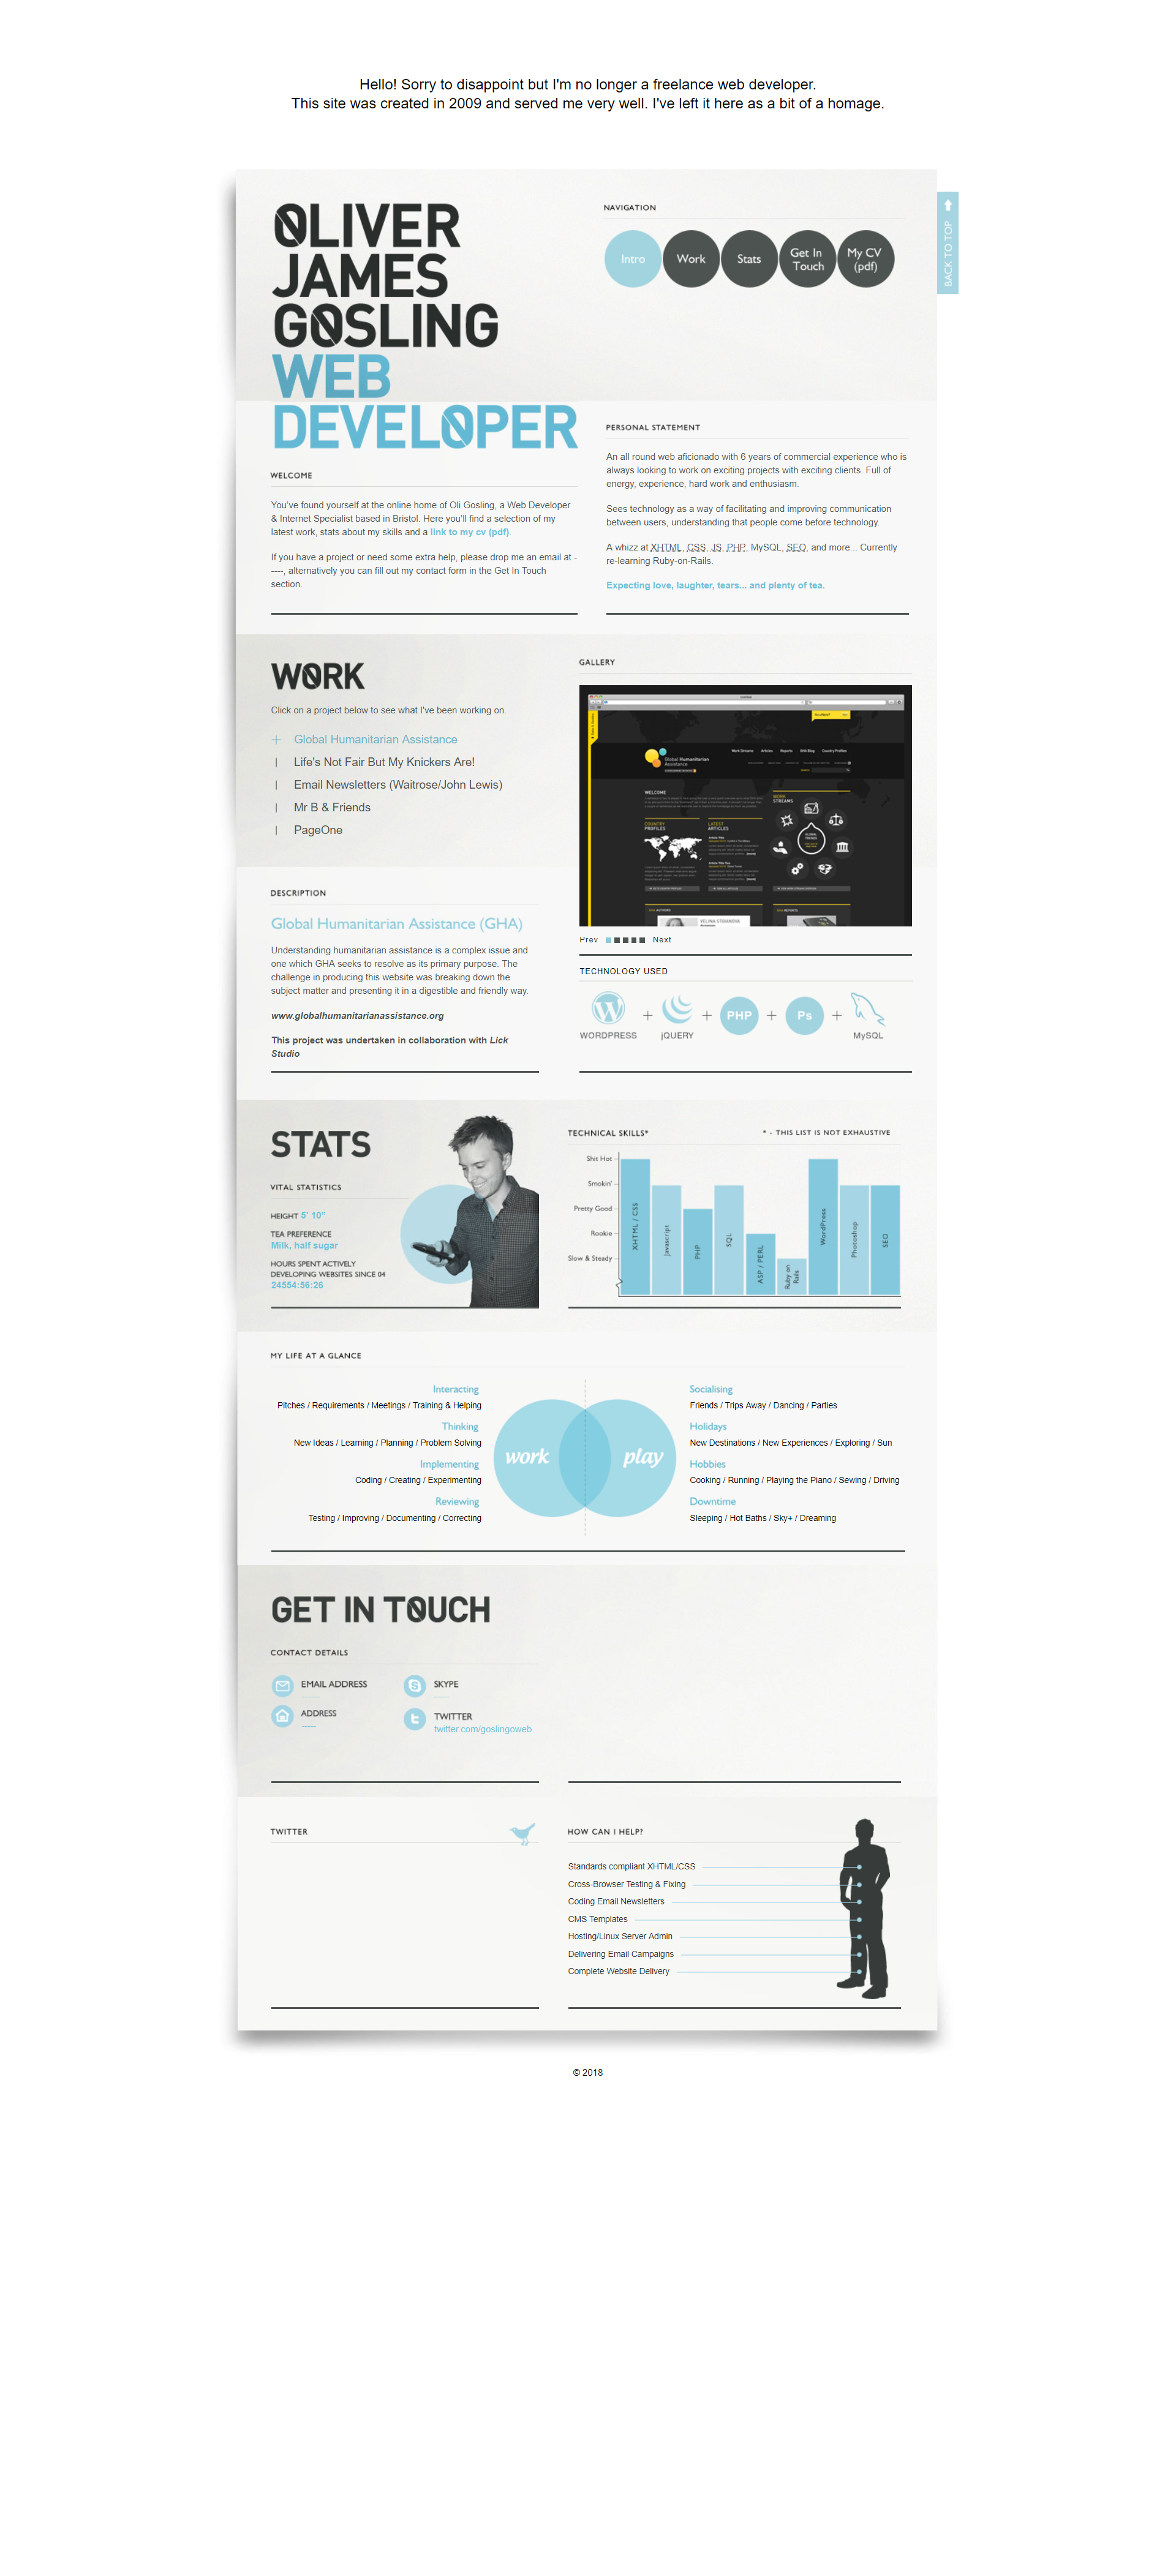 Hello! Sorry to disappoint but I'm no longer a freelance web developer.
This site was created in 2009 and served me very well. I've left it here as a bit of a homage.
OLIVER
JAMES
GOSLING
WEB
DEVELOPER
NAVIGATION
Intro
Work
Stats
Get In
Touch
My CV
(pdf)
BACK TO TOP
WELCOME
You've found yourself at the online home of Oli Gosling, a Web Developer
& Internet Specialist based in Bristol. Here you'll find a selection of my
latest work, stats about my skills and a link to my cv (pdf).
If you have a project or need some extra help, please drop me an email at -
----, alternatively you can fill out my contact form in the Get In Touch
section.
PERSONAL STATEMENT
An all round web aficionado with 6 years of commercial experience who is
always looking to work on exciting projects with exciting clients. Full of
energy, experience, hard work and enthusiasm.
Sees technology as a way of facilitating and improving communication
between users, understanding that people come before technology.
A whizz at XHTML, CSS, JS, PHP, MySQL, SEO, and more... Currently
re-learning Ruby-on-Rails.
Expecting love, laughter, tears... and plenty of tea.
WORK
Click on a project below to see what I've been working on.
+ Global Humanitarian Assistance
| Life's Not Fair But My Knickers Are!
| Email Newsletters (Waitrose/John Lewis)
| Mr B & Friends
| PageOne
DESCRIPTION
Global Humanitarian Assistance (GHA)
Understanding humanitarian assistance is a complex issue and
one which GHA seeks to resolve as its primary purpose. The
challenge in producing this website was breaking down the
subject matter and presenting it in a digestible and friendly way.
www.globalhumanitarianassistance.org
This project was undertaken in collaboration with Lick
Studio
GALLERY
Work Streams Articles Reports GHA Blog Country Profiles
Global Humanitarian
Assistance
WELCOME
WORK
STREAMS
COUNTRY
PROFILES
LATEST
ARTICLES
Prev
Next
TECHNOLOGY USED
PHP
Ps
WORDPRESS + jQUERY + + + MySQL
STATS
VITAL STATISTICS
HEIGHT 5' 10"
TEA PREFERENCE
Milk, half sugar
HOURS SPENT ACTIVELY
DEVELOPING WEBSITES SINCE 04
24554:56:26
TECHNICAL SKILLS*
* - THIS LIST IS NOT EXHAUSTIVE
Shit Hot
Smokin'
Pretty Good
Rookie
Slow & Steady
XHTML / CSS
Javascript
PHP
SQL
ASP / PERL
Ruby on
Rails
WordPress
Photoshop
SEO
MY LIFE AT A GLANCE
Interacting
Pitches / Requirements / Meetings / Training & Helping
Thinking
New Ideas / Learning / Planning / Problem Solving
Implementing
Coding / Creating / Experimenting
Reviewing
Testing / Improving / Documenting / Correcting
work
play
Socialising
Friends / Trips Away / Dancing / Parties
Holidays
New Destinations / New Experiences / Exploring / Sun
Hobbies
Cooking / Running / Playing the Piano / Sewing / Driving
Downtime
Sleeping / Hot Baths / Sky+ / Dreaming
GET IN TOUCH
CONTACT DETAILS
EMAIL ADDRESS
-----
SKYPE
----
ADDRESS
----
TWITTER
twitter.com/goslingoweb
TWITTER
HOW CAN I HELP?
Standards compliant XHTML/CSS
Cross-Browser Testing & Fixing
Coding Email Newsletters
CMS Templates
Hosting/Linux Server Admin
Delivering Email Campaigns
Complete Website Delivery
© 2018